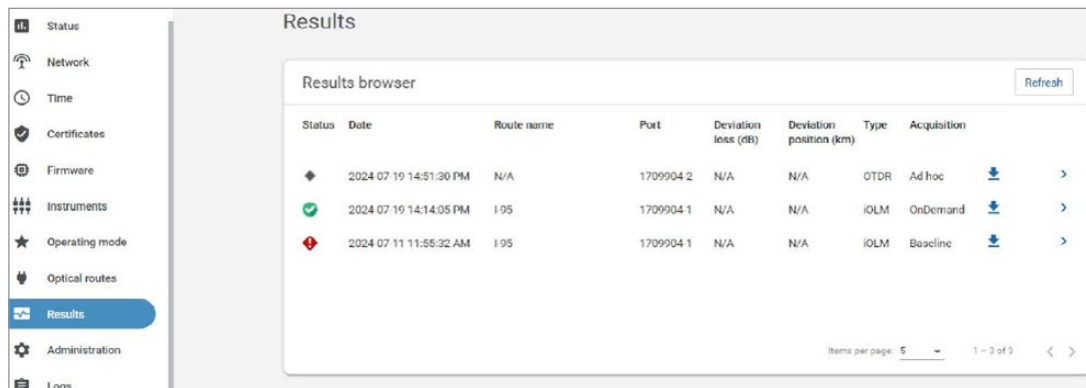 Status
Network
Time
Certificates
Firmware
Instruments
Operating mode
Optical routes
Results
Administration
Logs
Results
Results browser
Refresh
Status Date Route name Port Deviation loss (dB) Deviation position (km) Type Acquisition
2024-07-19 14:51:30 PM N/A 1709904-2 N/A N/A OTDR Ad hoc
2024-07-19 14:14:05 PM I-95 1709904-1 N/A N/A iOLM OnDemand
2024-07-11 11:55:32 AM I-95 1709904-1 N/A N/A iOLM Baseline
Items per page: 5 1 – 3 of 3